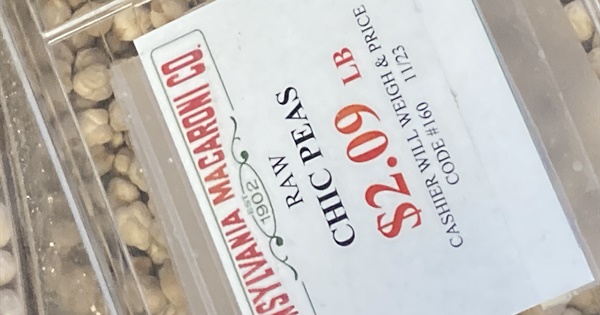 NSYLVANIA MACARONI CO.
EST
1902
RAW
CHIC PEAS
$2.09 LB
CASHIER WILL WEIGH & PRICE
CODE #160 11/23